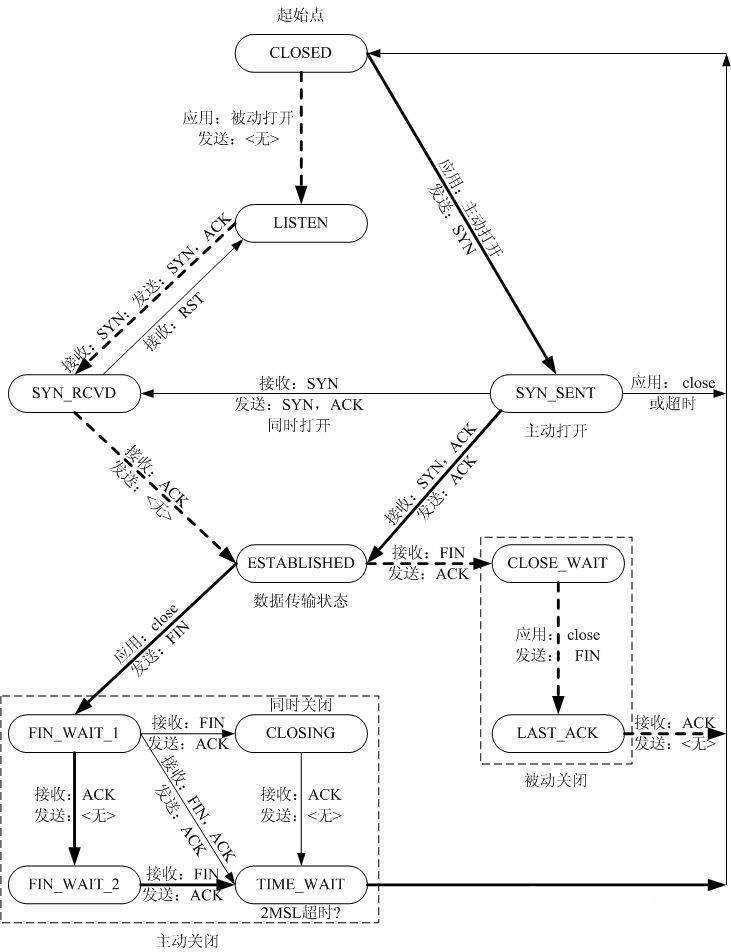 起始点
CLOSED
应用：被动打开
发送：<无>
应用：主动打开
发送：SYN
LISTEN
接收：SYN；发送：SYN，ACK
接收：RST
SYN_RCVD
接收：SYN
发送：SYN，ACK
同时打开
SYN_SENT
主动打开
应用： close
或超时
接收：ACK
发送：<无>
接收：SYN，ACK
发送：ACK
ESTABLISHED
数据传输状态
接收：FIN
发送：ACK
CLOSE_WAIT
应用：close
发送： FIN
LAST_ACK
被动关闭
接收：ACK
发送：<无>
应用：close
发送：FIN
同时关闭
FIN_WAIT_1
接收：FIN
发送：ACK
CLOSING
接收：ACK
发送：<无>
接收：FIN，ACK
发送：ACK
接收：ACK
发送：<无>
FIN_WAIT_2
接收：FIN
发送：ACK
TIME_WAIT
2MSL超时?
主动关闭